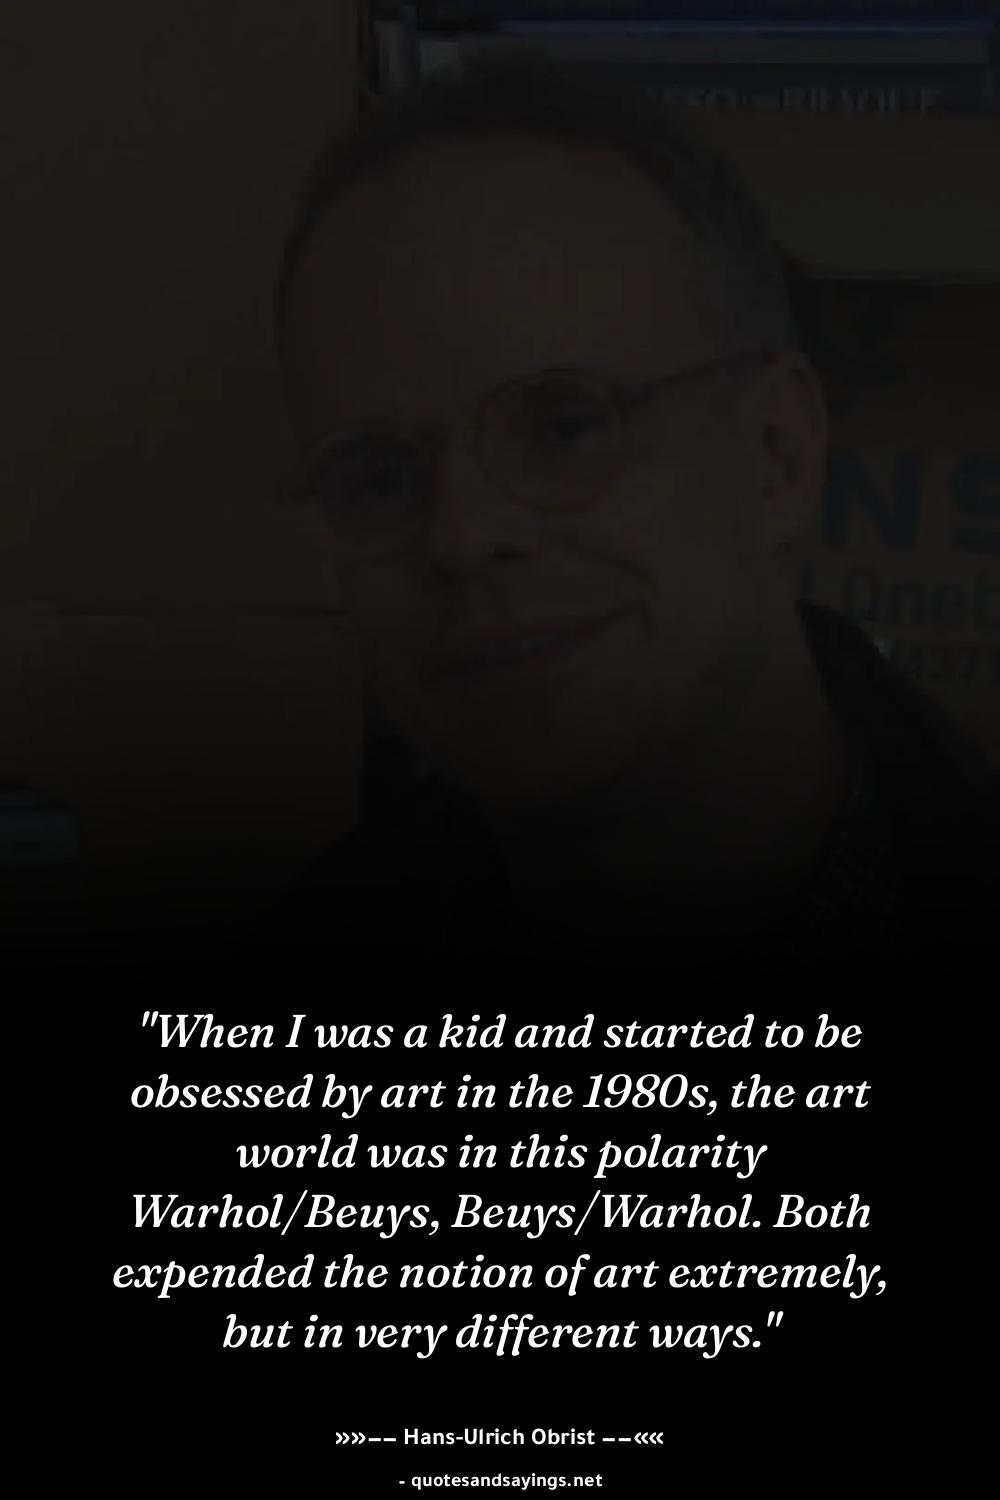 "When I was a kid and started to be
obsessed by art in the 1980s, the art
world was in this polarity
Warhol/Beuys, Beuys/Warhol. Both
expended the notion of art extremely,
but in very different ways."
»»−− Hans-Ulrich Obrist −−««
- quotesandsayings.net